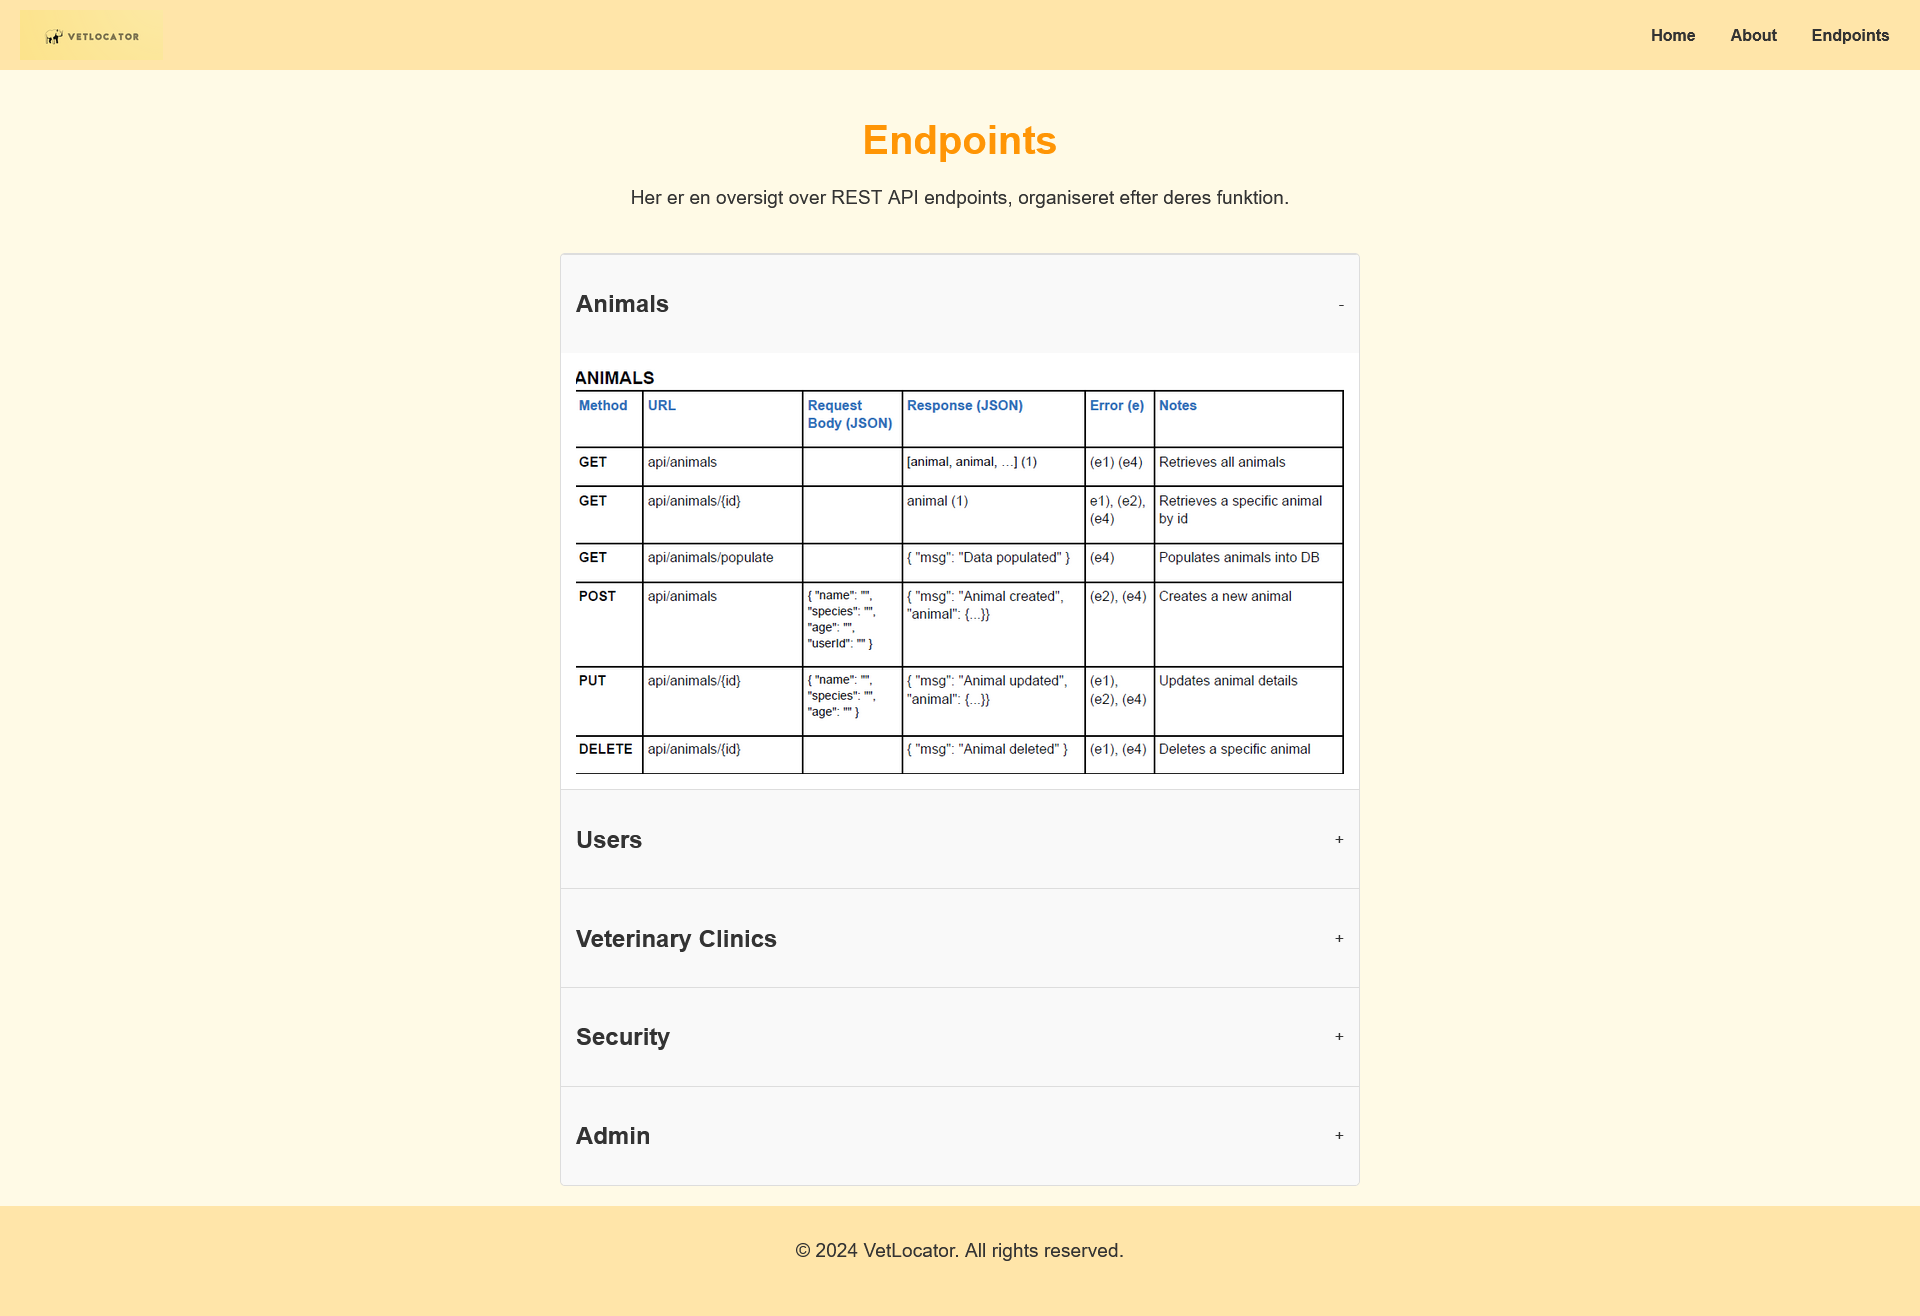 VETLOCATOR
Home About Endpoints
Endpoints
Her er en oversigt over REST API endpoints, organiseret efter deres funktion.
Animals -
ANIMALS
Method URL Request Body (JSON) Response (JSON) Error (e) Notes
GET api/animals [animal, animal, ...] (1) (e1) (e4) Retrieves all animals
GET api/animals/{id} animal (1) e1), (e2), (e4) Retrieves a specific animal by id
GET api/animals/populate { "msg": "Data populated" } (e4) Populates animals into DB
POST api/animals { "name": "", "species": "", "age": "", "userId": "" } { "msg": "Animal created", "animal": {...}} (e2), (e4) Creates a new animal
PUT api/animals/{id} { "name": "", "species": "", "age": "" } { "msg": "Animal updated", "animal": {...}} (e1), (e2), (e4) Updates animal details
DELETE api/animals/{id} { "msg": "Animal deleted" } (e1), (e4) Deletes a specific animal
Users +
Veterinary Clinics +
Security +
Admin +
© 2024 VetLocator. All rights reserved.